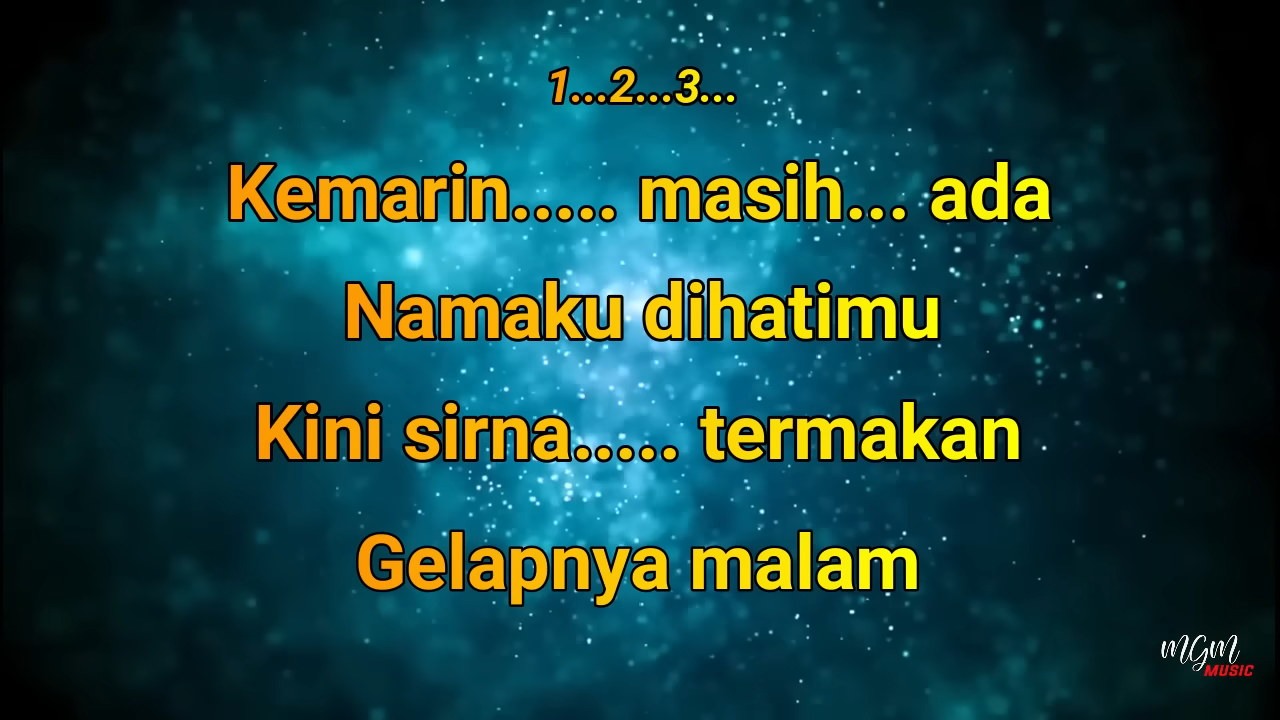 1...2...3...
Kemarin..... masih... ada
Namaku dihatimu
Kini sirna..... termakan
Gelapnya malam
MGM
MUSIC